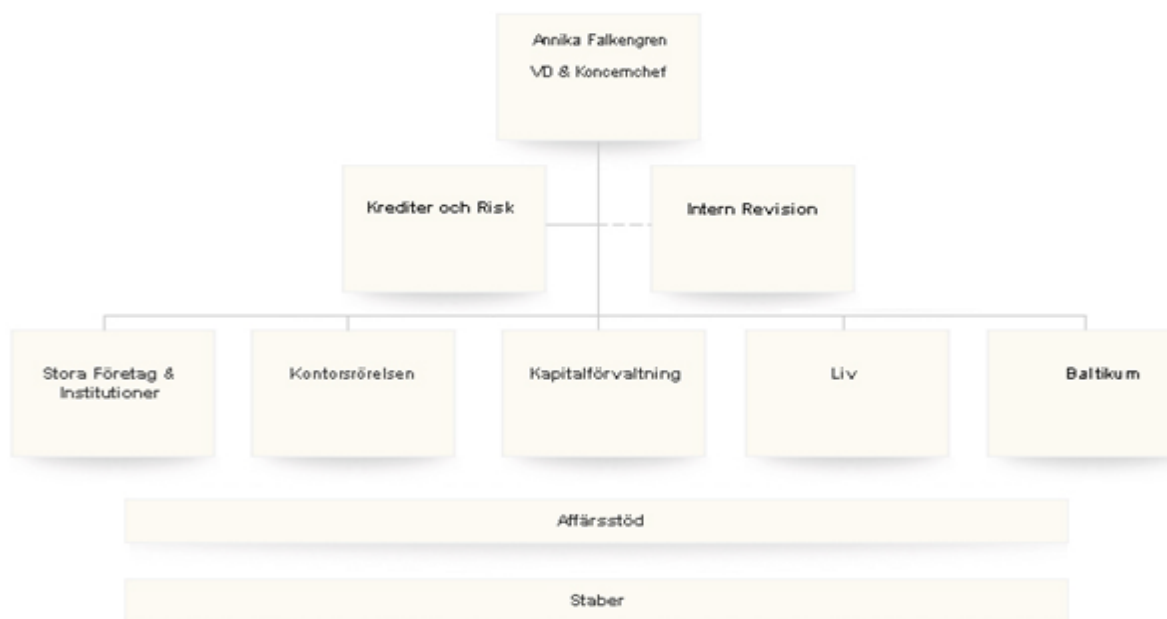 Annika Falkengren
VD & Koncernchef
Krediter och Risk
Intern Revision
Stora Företag &
Institutioner
Kontorsrörelsen
Kapitalförvaltning
Liv
Baltikum
Affärsstöd
Staber